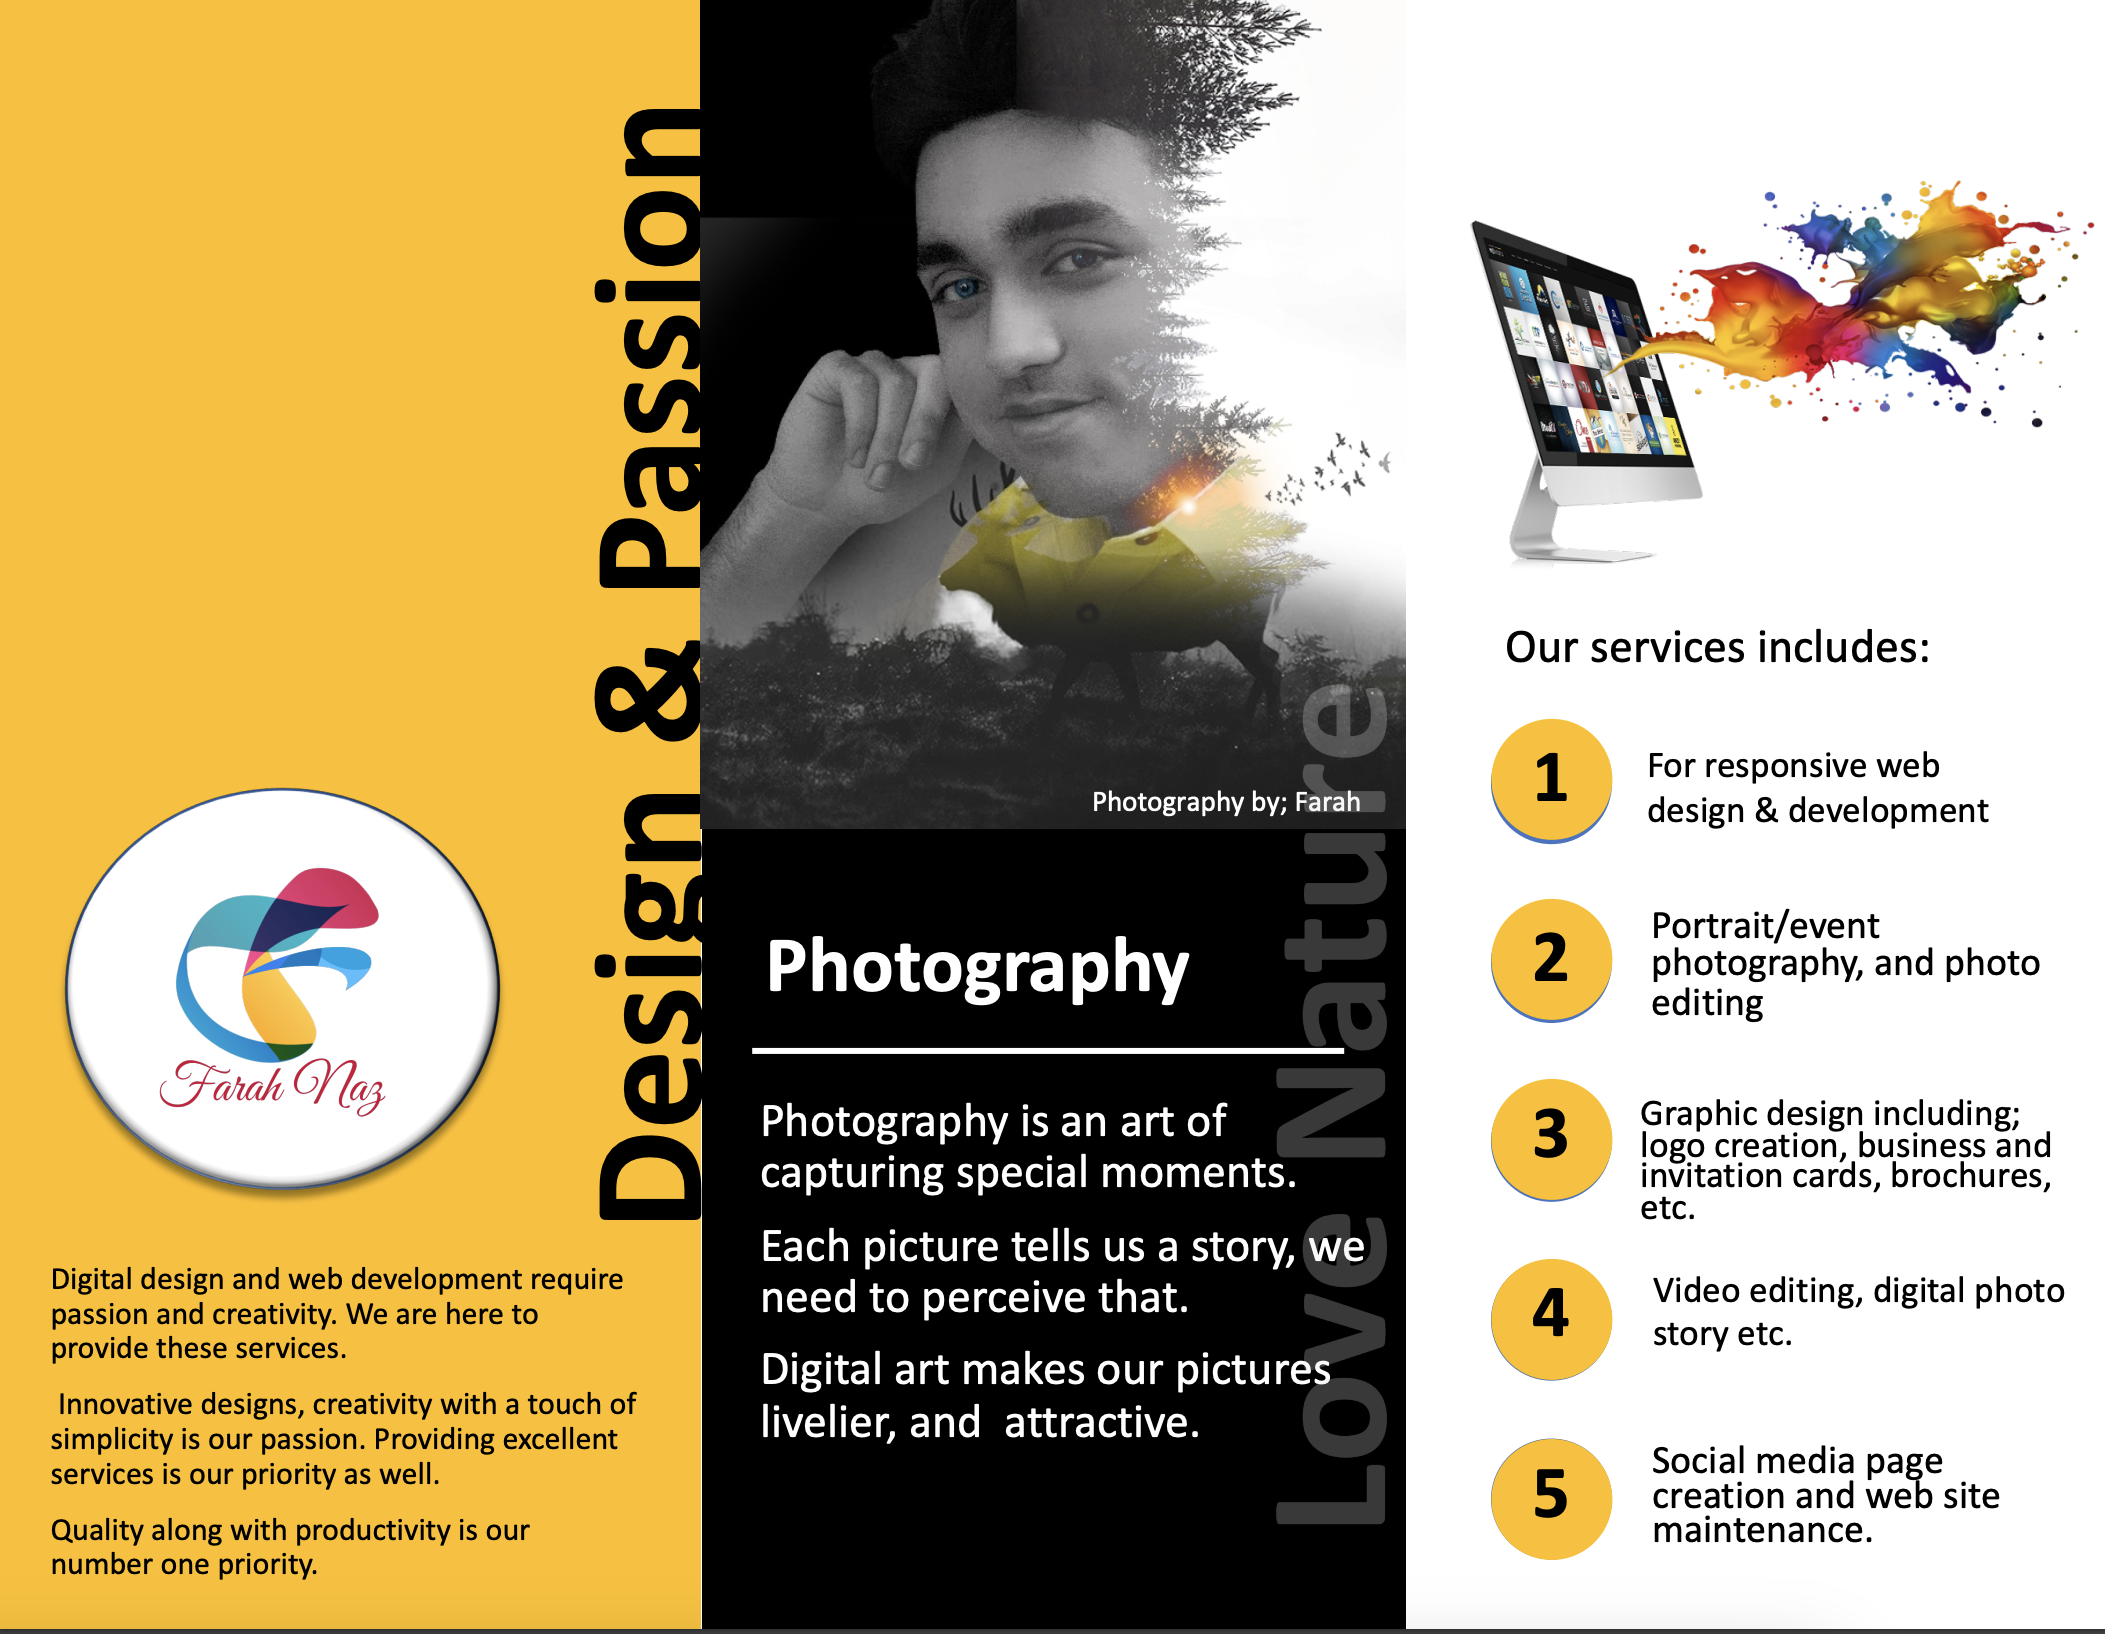 Design & Passion
Farah Naz
Digital design and web development require
passion and creativity. We are here to
provide these services.
Innovative designs, creativity with a touch of
simplicity is our passion. Providing excellent
services is our priority as well.
Quality along with productivity is our
number one priority.
Photography by; Farah
Love Nature
Photography
Photography is an art of
capturing special moments.
Each picture tells us a story, we
need to perceive that.
Digital art makes our pictures
livelier, and  attractive.
Our services includes:
1
For responsive web
design & development
2
Portrait/event
photography, and photo
editing
3
Graphic design including;
logo creation, business and
invitation cards, brochures,
etc.
4
Video editing, digital photo
story etc.
5
Social media page
creation and web site
maintenance.